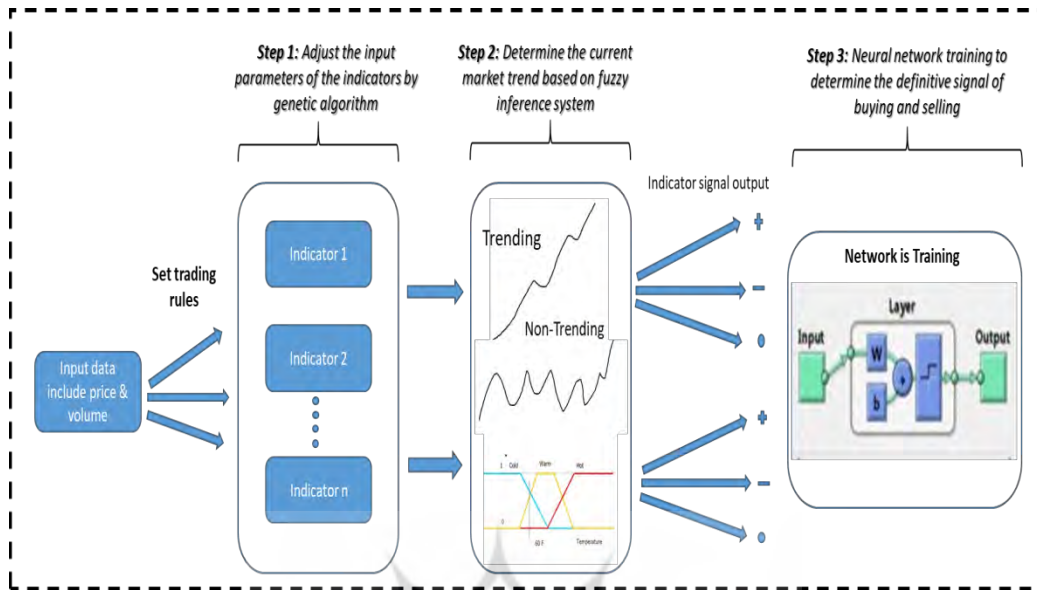 Step 1: Adjust the input
parameters of the indicators by
genetic algorithm
Step 2: Determine the current
market trend based on fuzzy
inference system
Step 3: Neural network training to
determine the definitive signal of
buying and selling
Input data
include price &
volume
Set trading
rules
Indicator 1
Indicator 2
Indicator n
Trending
Non-Trending
1 Cold Warm Hot
0
60 F Temperature
Indicator signal output
+
−
+
−
Network is Training
Layer
Input
Output
W
b
+